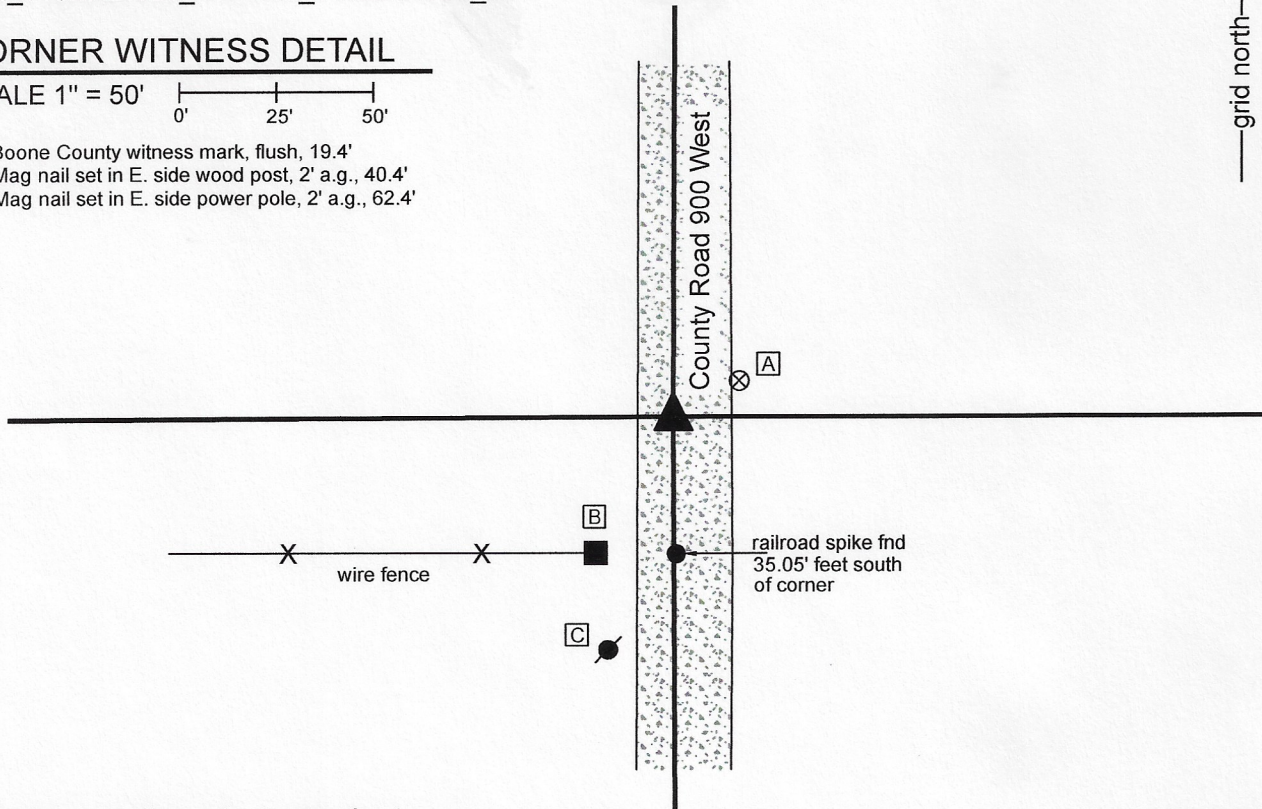 ORNER WITNESS DETAIL
ALE 1" = 50'
0' 25' 50'
Boone County witness mark, flush, 19.4'
Mag nail set in E. side wood post, 2' a.g., 40.4'
Mag nail set in E. side power pole, 2' a.g., 62.4'
County Road 900 West
grid north
A
B
X X
wire fence
railroad spike fnd
35.05' feet south
of corner
C